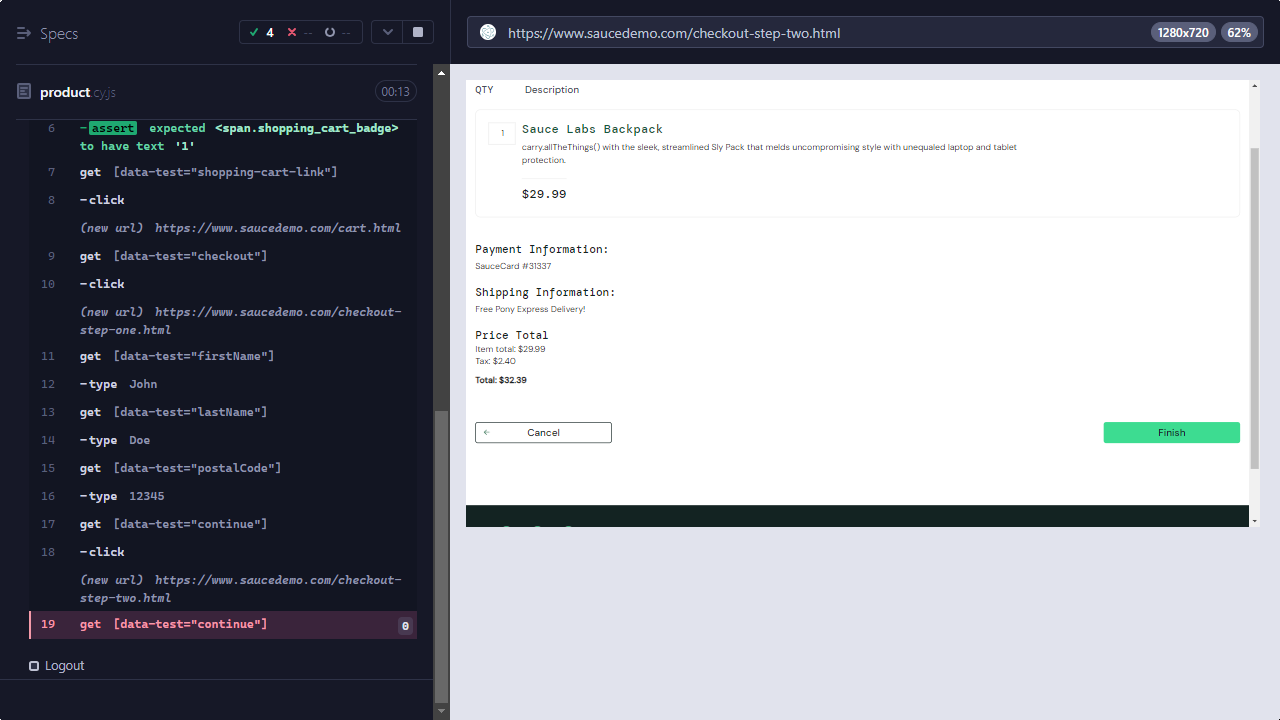 Specs
4 -- --
https://www.saucedemo.com/checkout-step-two.html
1280x720
62%
product.cy.js
00:13
6 -assert expected <span.shopping_cart_badge>
to have text '1'
7 get [data-test="shopping-cart-link"]
8 -click
(new url) https://www.saucedemo.com/cart.html
9 get [data-test="checkout"]
10 -click
(new url) https://www.saucedemo.com/checkout-
step-one.html
11 get [data-test="firstName"]
12 -type John
13 get [data-test="lastName"]
14 -type Doe
15 get [data-test="postalCode"]
16 -type 12345
17 get [data-test="continue"]
18 -click
(new url) https://www.saucedemo.com/checkout-
step-two.html
19 get [data-test="continue"] 0
Logout
QTY Description
1 Sauce Labs Backpack
carry.allTheThings() with the sleek, streamlined Sly Pack that melds uncompromising style with unequaled laptop and tablet
protection.
$29.99
Payment Information:
SauceCard #31337
Shipping Information:
Free Pony Express Delivery!
Price Total
Item total: $29.99
Tax: $2.40
Total: $32.39
Cancel
Finish